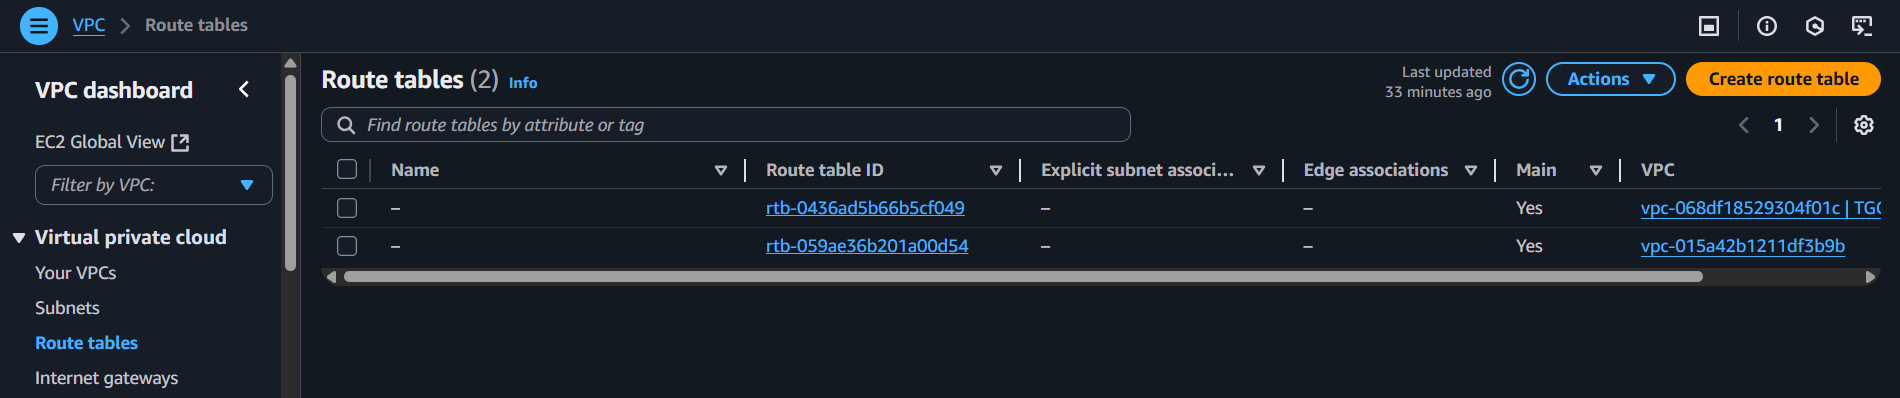 VPC > Route tables
VPC dashboard
EC2 Global View
Filter by VPC:
Virtual private cloud
Your VPCs
Subnets
Route tables
Internet gateways
Route tables (2) Info
Last updated
33 minutes ago
Actions
Create route table
Find route tables by attribute or tag
1
Name Route table ID Explicit subnet associ... Edge associations Main VPC
– rtb-0436ad5b66b5cf049 – – Yes vpc-068df18529304f01c | TGC
– rtb-059ae36b201a00d54 – – Yes vpc-015a42b1211df3b9b